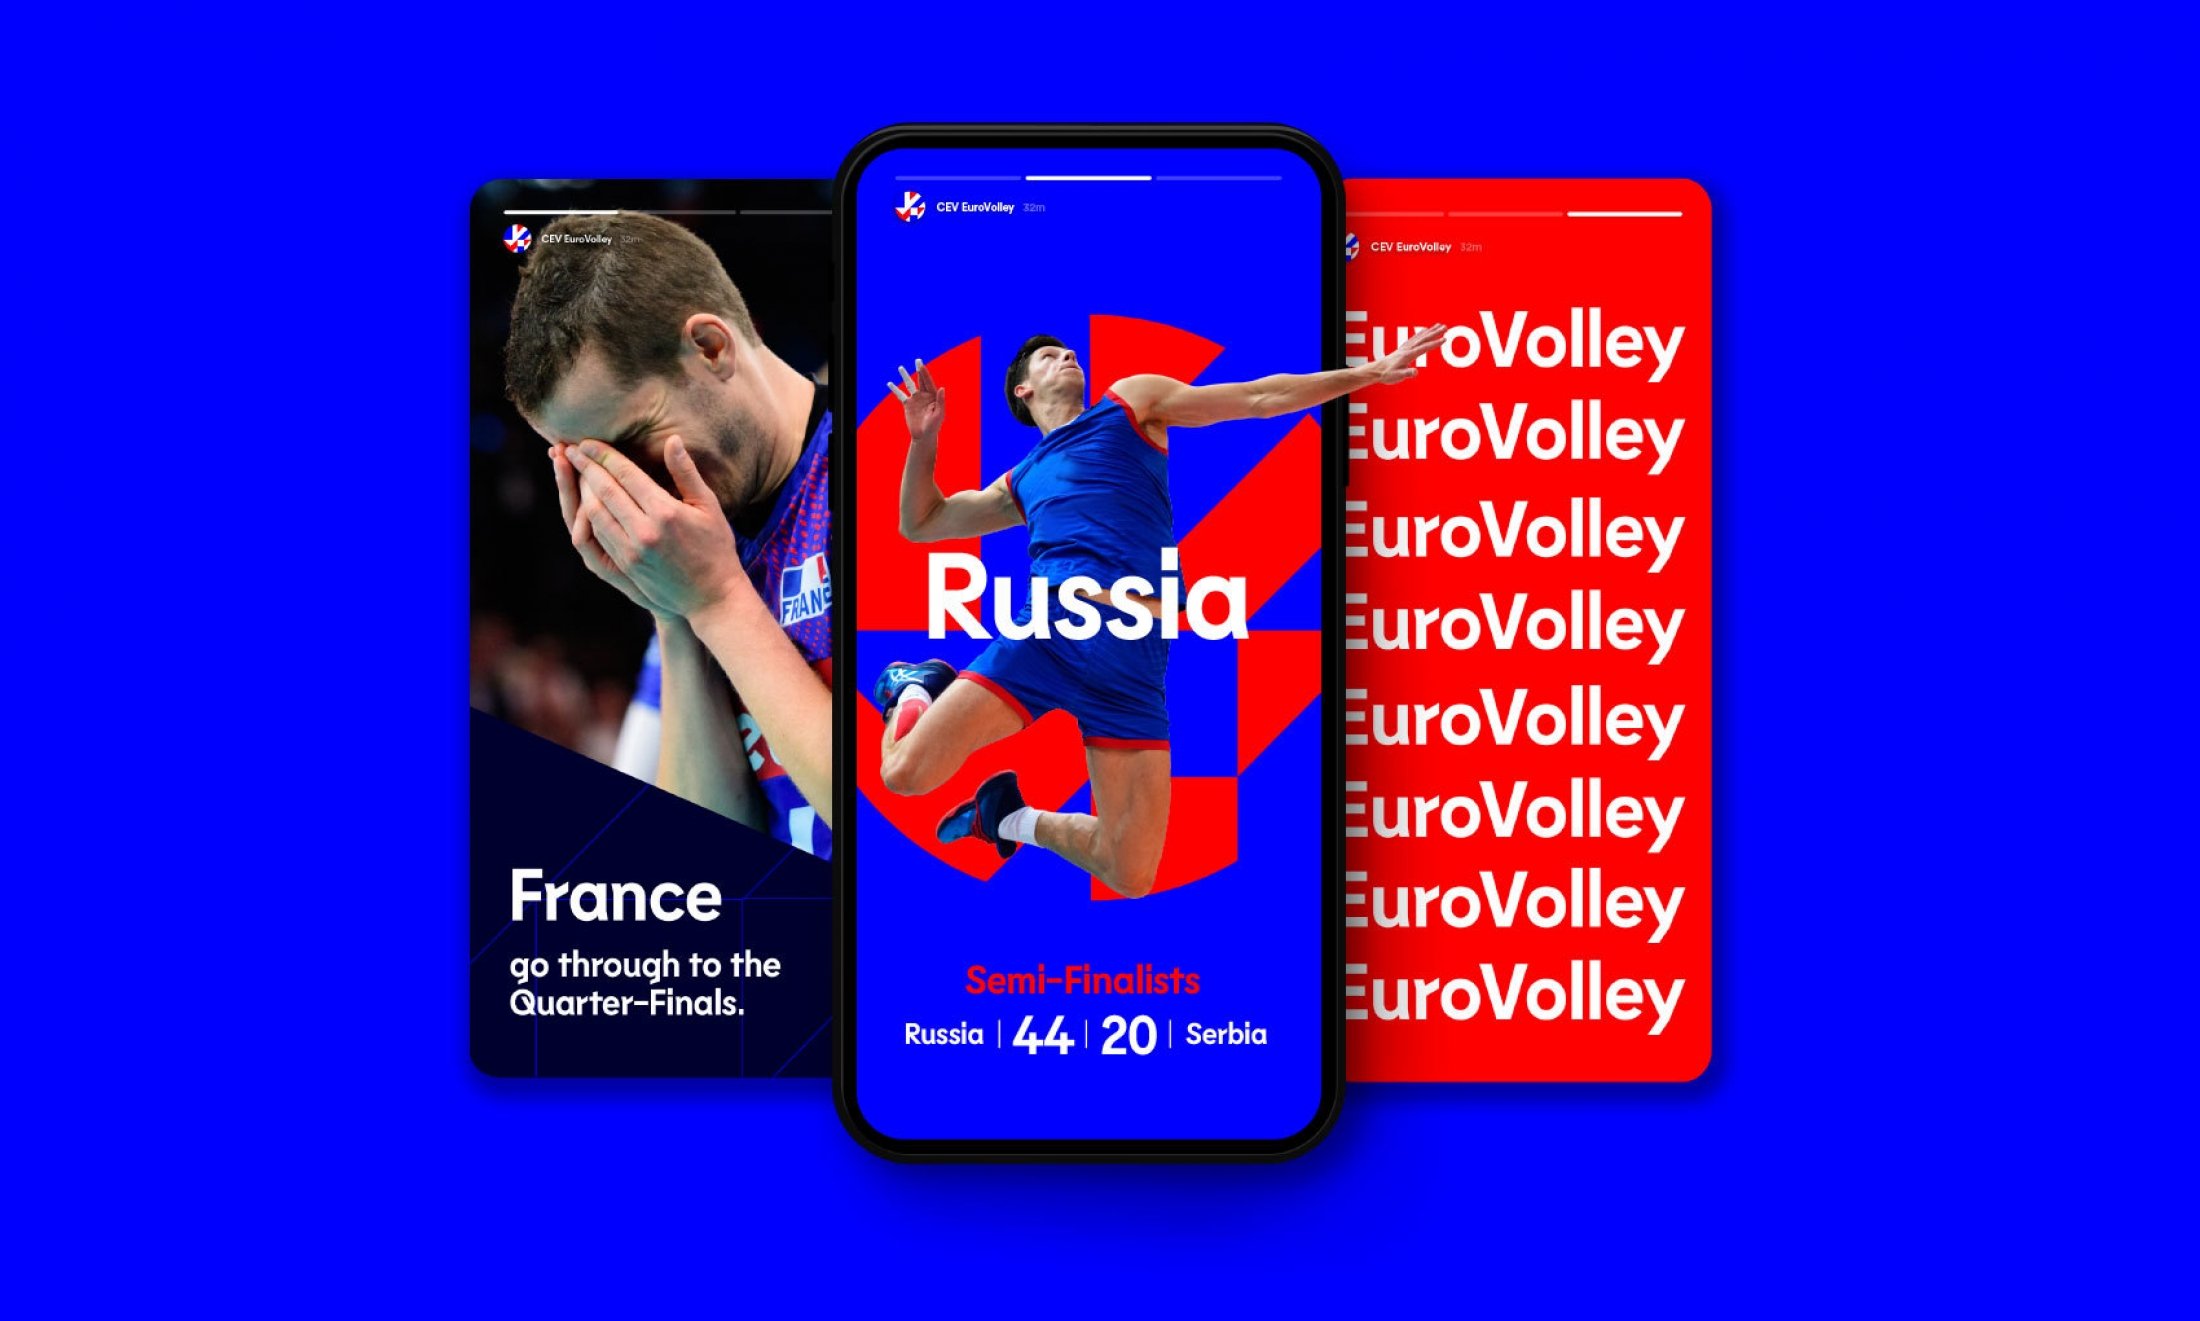 CEV EuroVolley 32m
FRANCE
France
go through to the
Quarter-Finals.
CEV EuroVolley 32m
Russia
Semi-Finalists
Russia | 44 | 20 | Serbia
CEV EuroVolley 32m
EuroVolley
EuroVolley
EuroVolley
EuroVolley
EuroVolley
EuroVolley
EuroVolley
EuroVolley